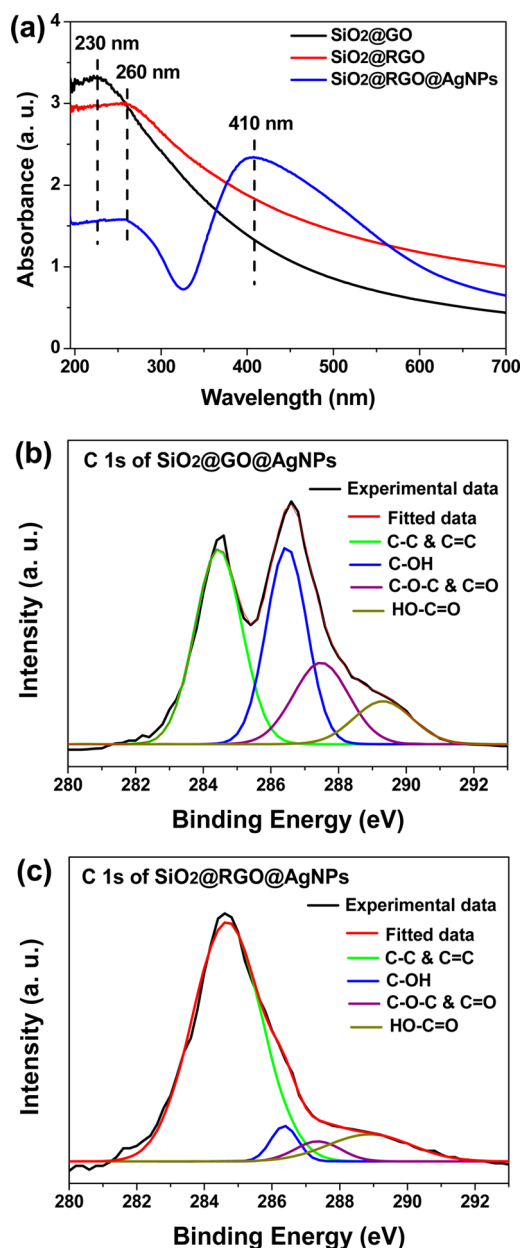 (a)
230 nm
260 nm
410 nm
SiO₂@GO
SiO₂@RGO
SiO₂@RGO@AgNPs
Absorbance (a. u.)
4
3
2
1
0
200 300 400 500 600 700
Wavelength (nm)
(b)
C 1s of SiO₂@GO@AgNPs
Experimental data
Fitted data
C-C & C=C
C-OH
C-O-C & C=O
HO-C=O
Intensity (a. u.)
280 282 284 286 288 290 292
Binding Energy (eV)
(c)
C 1s of SiO₂@RGO@AgNPs
Experimental data
Fitted data
C-C & C=C
C-OH
C-O-C & C=O
HO-C=O
Intensity (a. u.)
280 282 284 286 288 290 292
Binding Energy (eV)